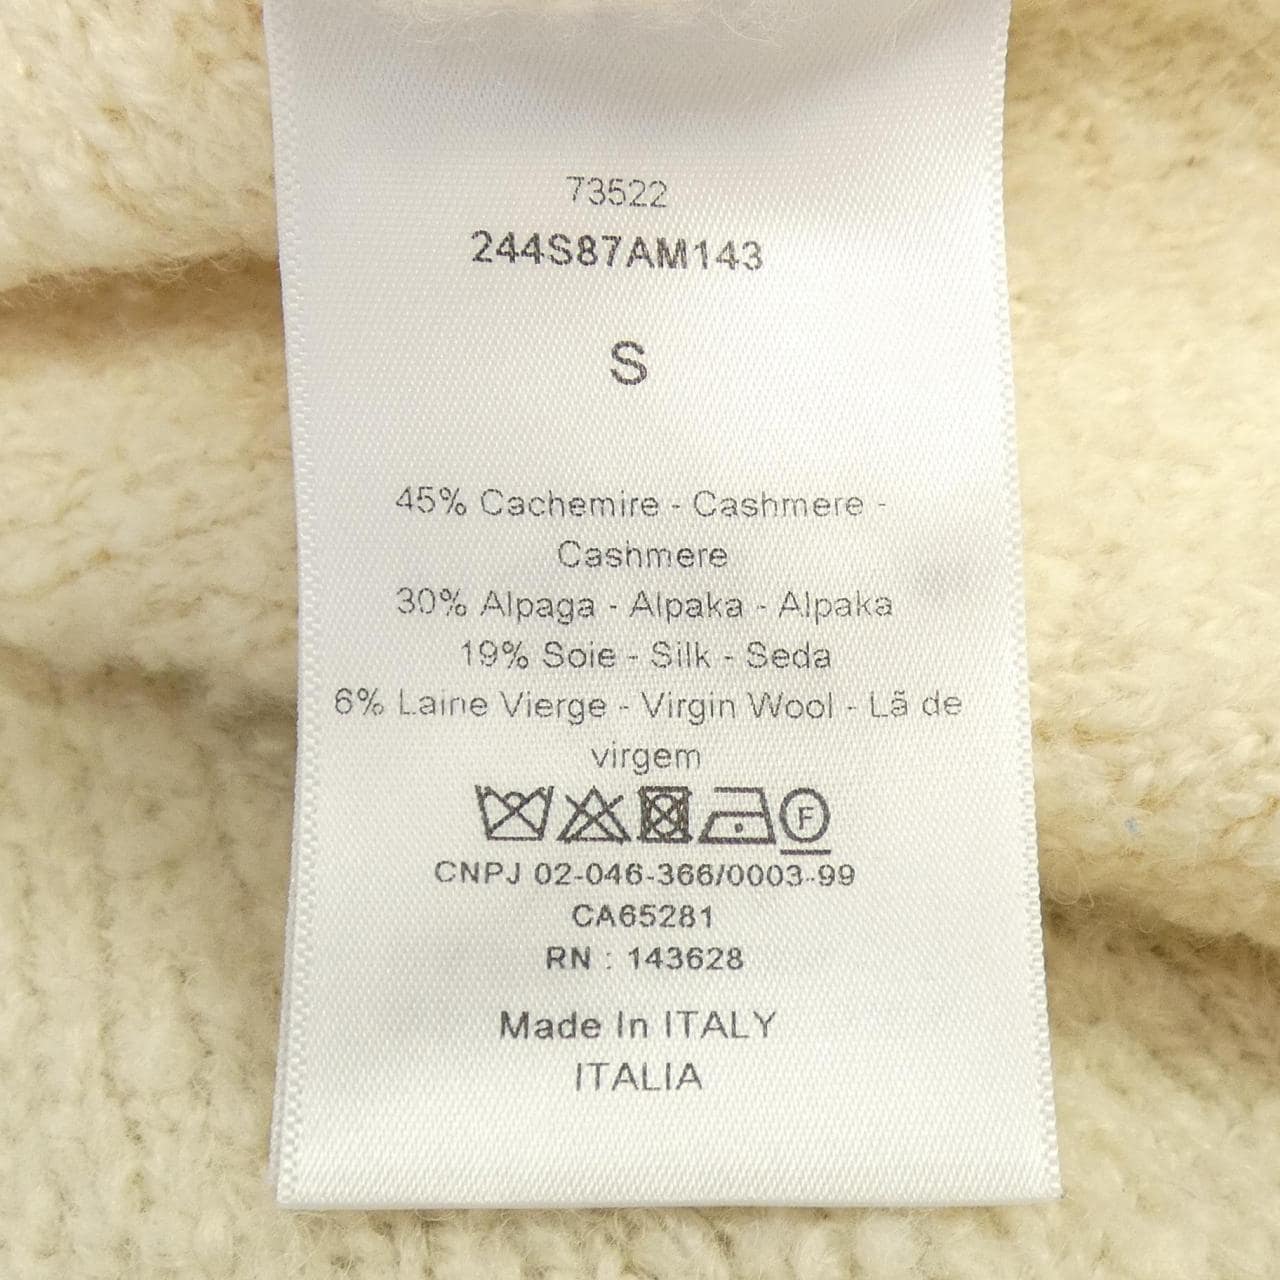 73522
244S87AM143
S
45% Cachemire - Cashmere -
Cashmere
30% Alpaga - Alpaka - Alpaka
19% Soie - Silk - Seda
6% Laine Vierge - Virgin Wool - Lã de
virgem
F
CNPJ 02-046-366/0003-99
CA65281
RN : 143628
Made In ITALY
ITALIA